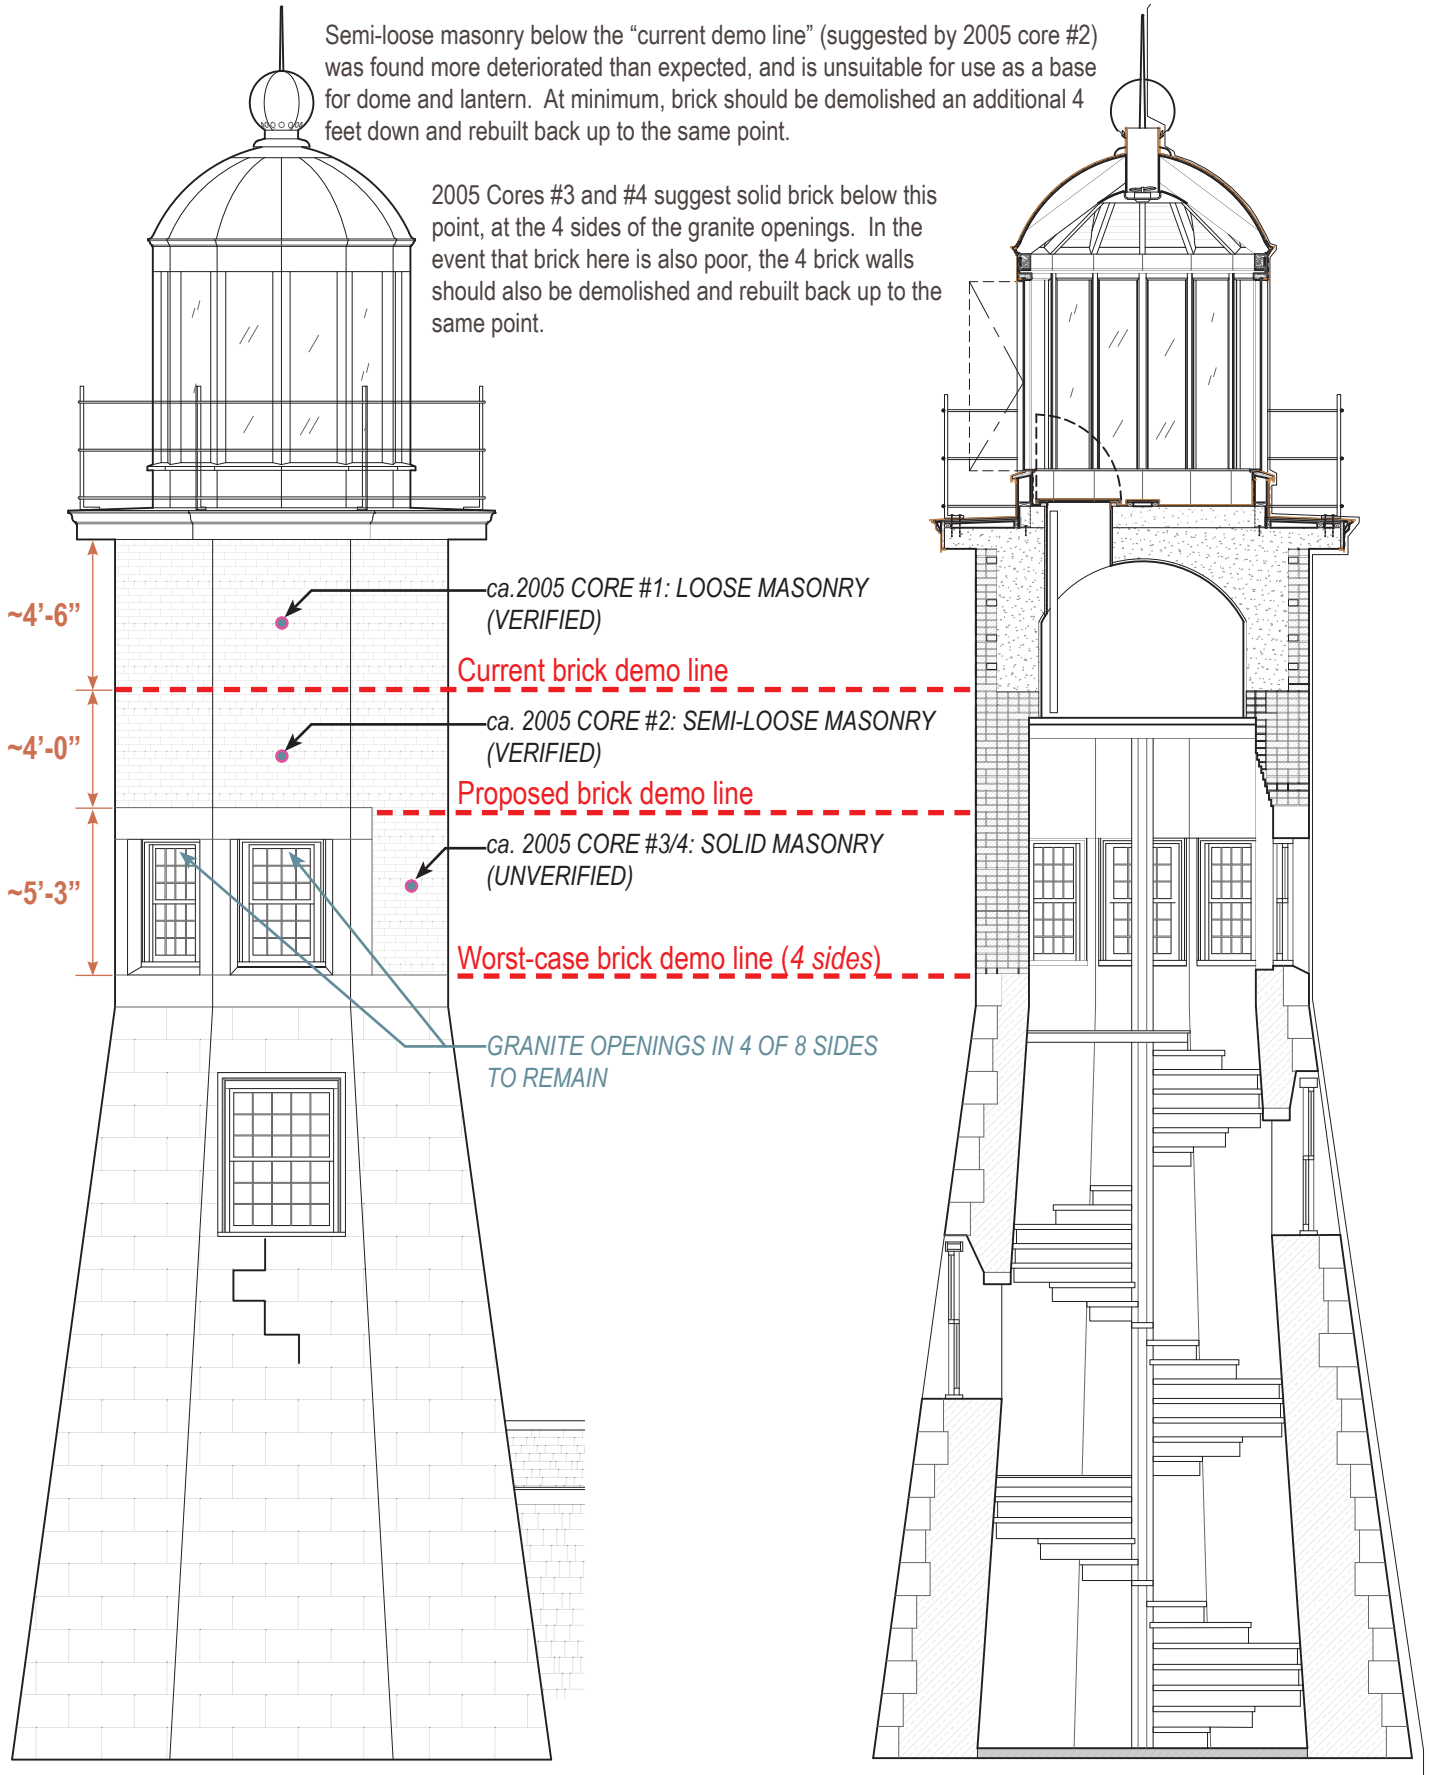 Semi-loose masonry below the “current demo line” (suggested by 2005 core #2)
was found more deteriorated than expected, and is unsuitable for use as a base
for dome and lantern.  At minimum, brick should be demolished an additional 4
feet down and rebuilt back up to the same point.
2005 Cores #3 and #4 suggest solid brick below this
point, at the 4 sides of the granite openings.  In the
event that brick here is also poor, the 4 brick walls
should also be demolished and rebuilt back up to the
same point.
~4’-6”
ca.2005 CORE #1: LOOSE MASONRY
(VERIFIED)
Current brick demo line
~4’-0”
ca. 2005 CORE #2: SEMI-LOOSE MASONRY
(VERIFIED)
Proposed brick demo line
~5’-3”
ca. 2005 CORE #3/4: SOLID MASONRY
(UNVERIFIED)
Worst-case brick demo line (4 sides)
GRANITE OPENINGS IN 4 OF 8 SIDES
TO REMAIN